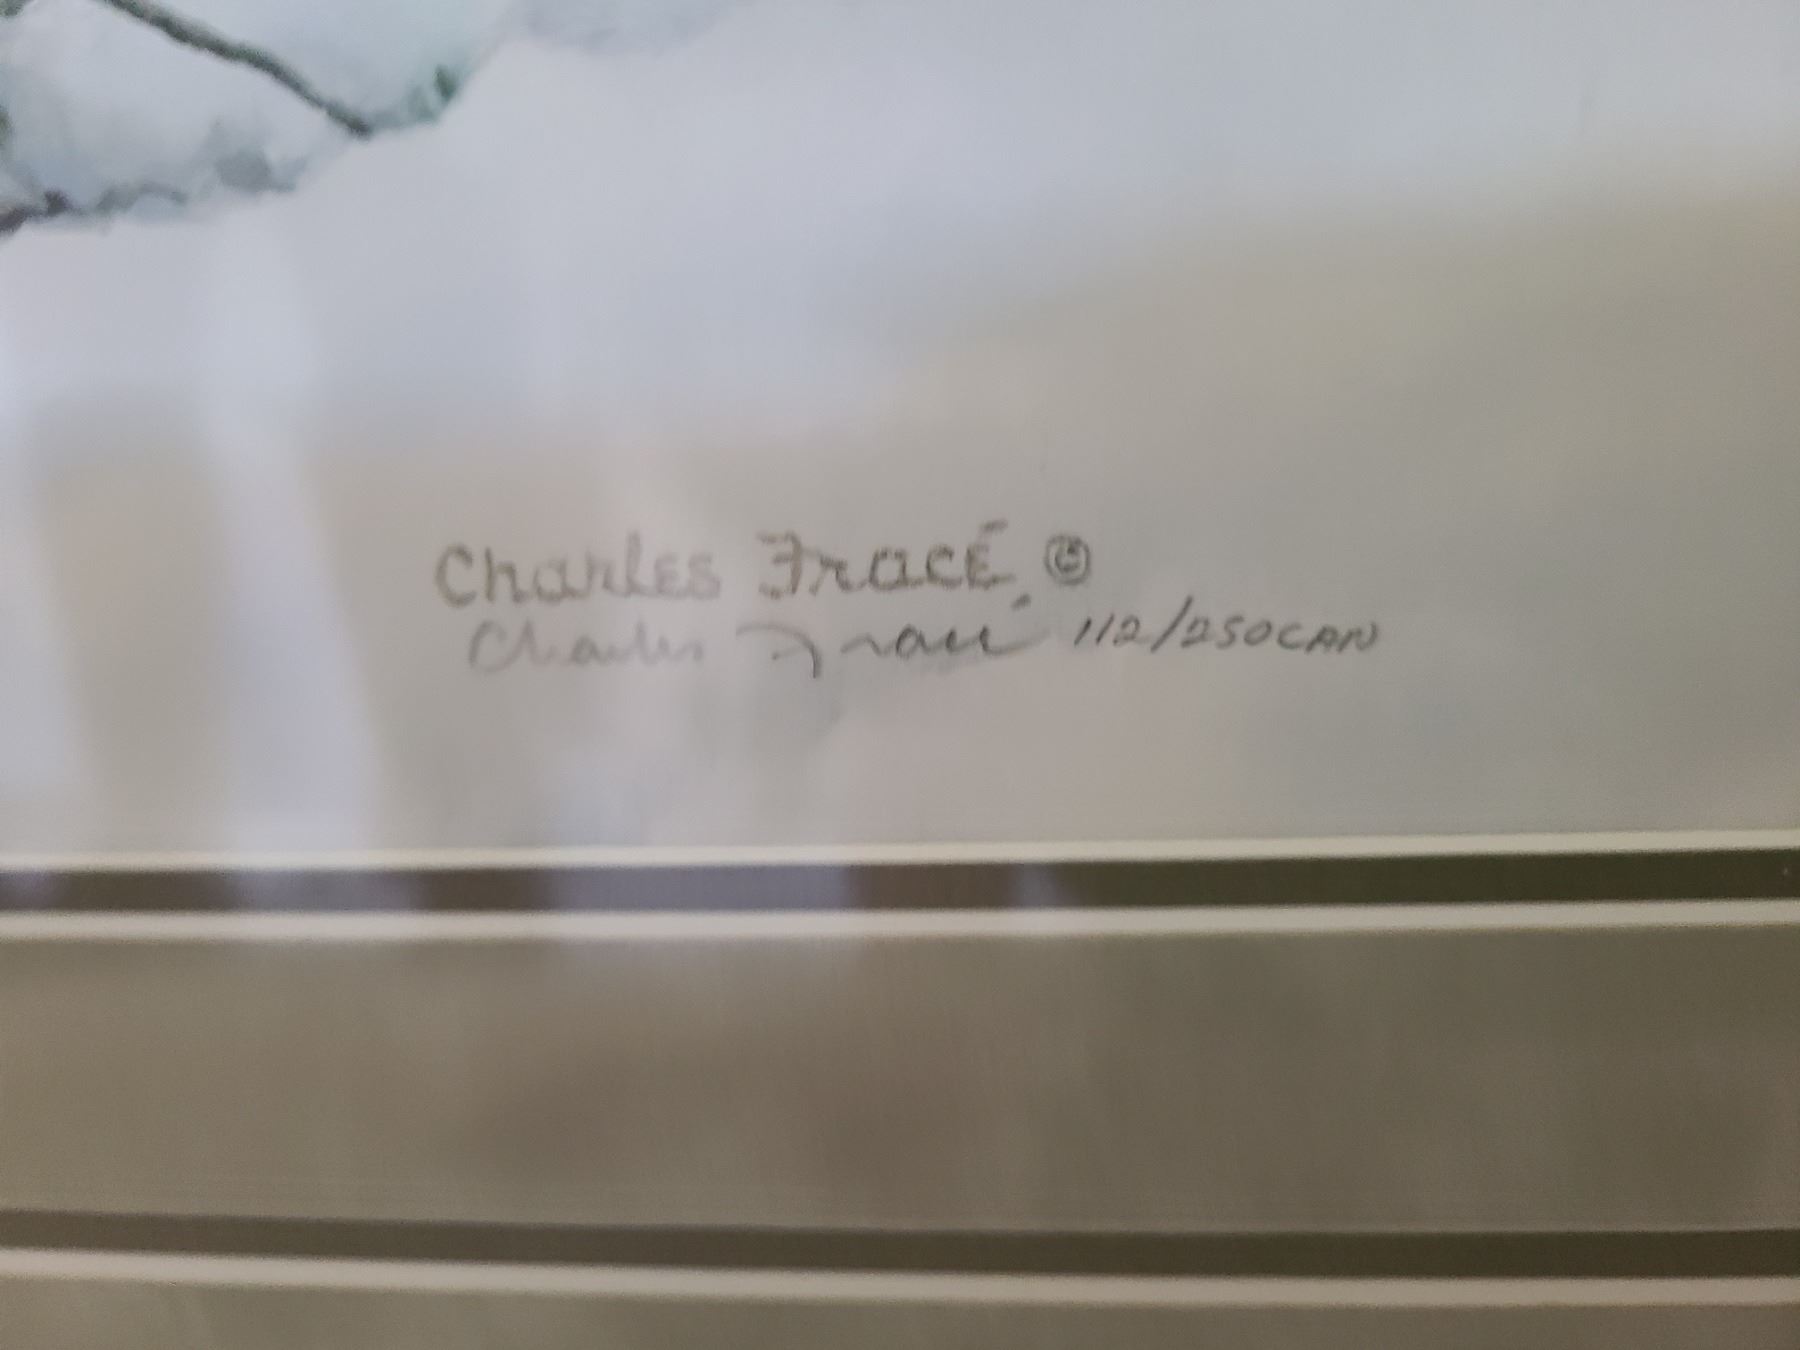 Charles Fracé ©
Charles Fracé 112/250CAN